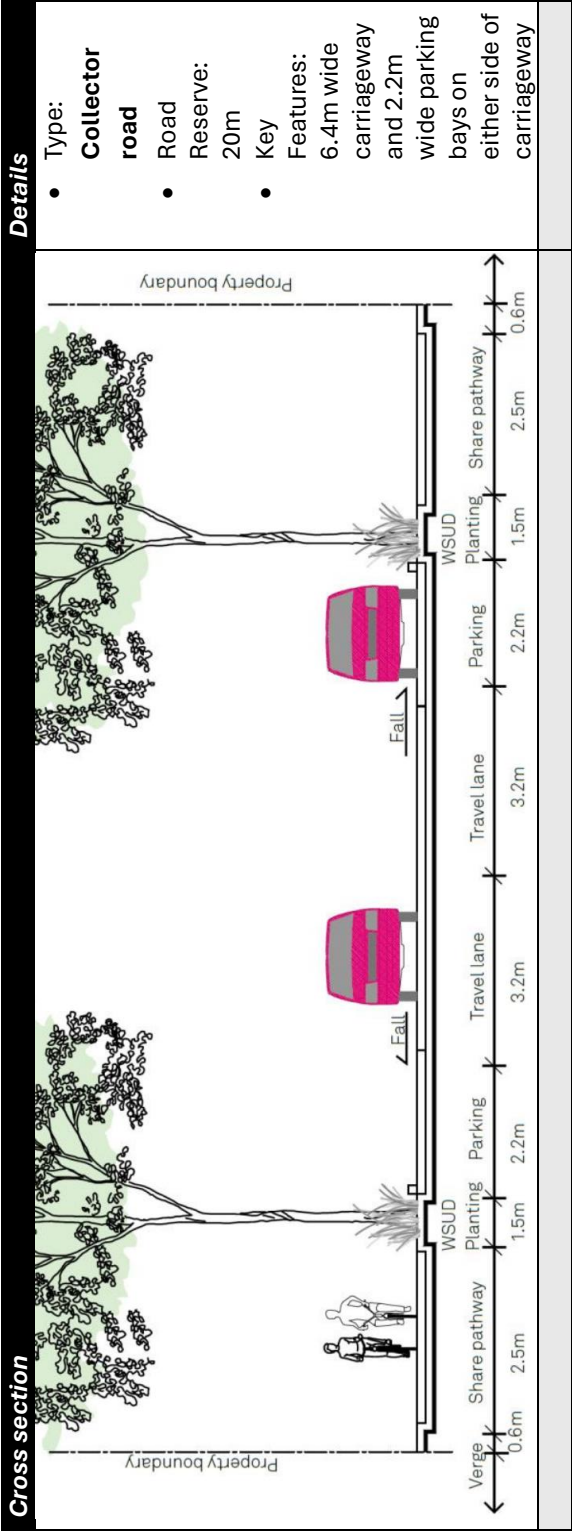 Cross section
Details
Property boundary
Property boundary
Fall
Fall
Verge
Share pathway
WSUD
Planting
Parking
Travel lane
Travel lane
Parking
WSUD
Planting
Share pathway
0.6m
2.5m
1.5m
2.2m
3.2m
3.2m
2.2m
1.5m
2.5m
0.6m
• Type:
Collector
road
• Road
Reserve:
20m
• Key
Features:
6.4m wide
carriageway
and 2.2m
wide parking
bays on
either side of
carriageway